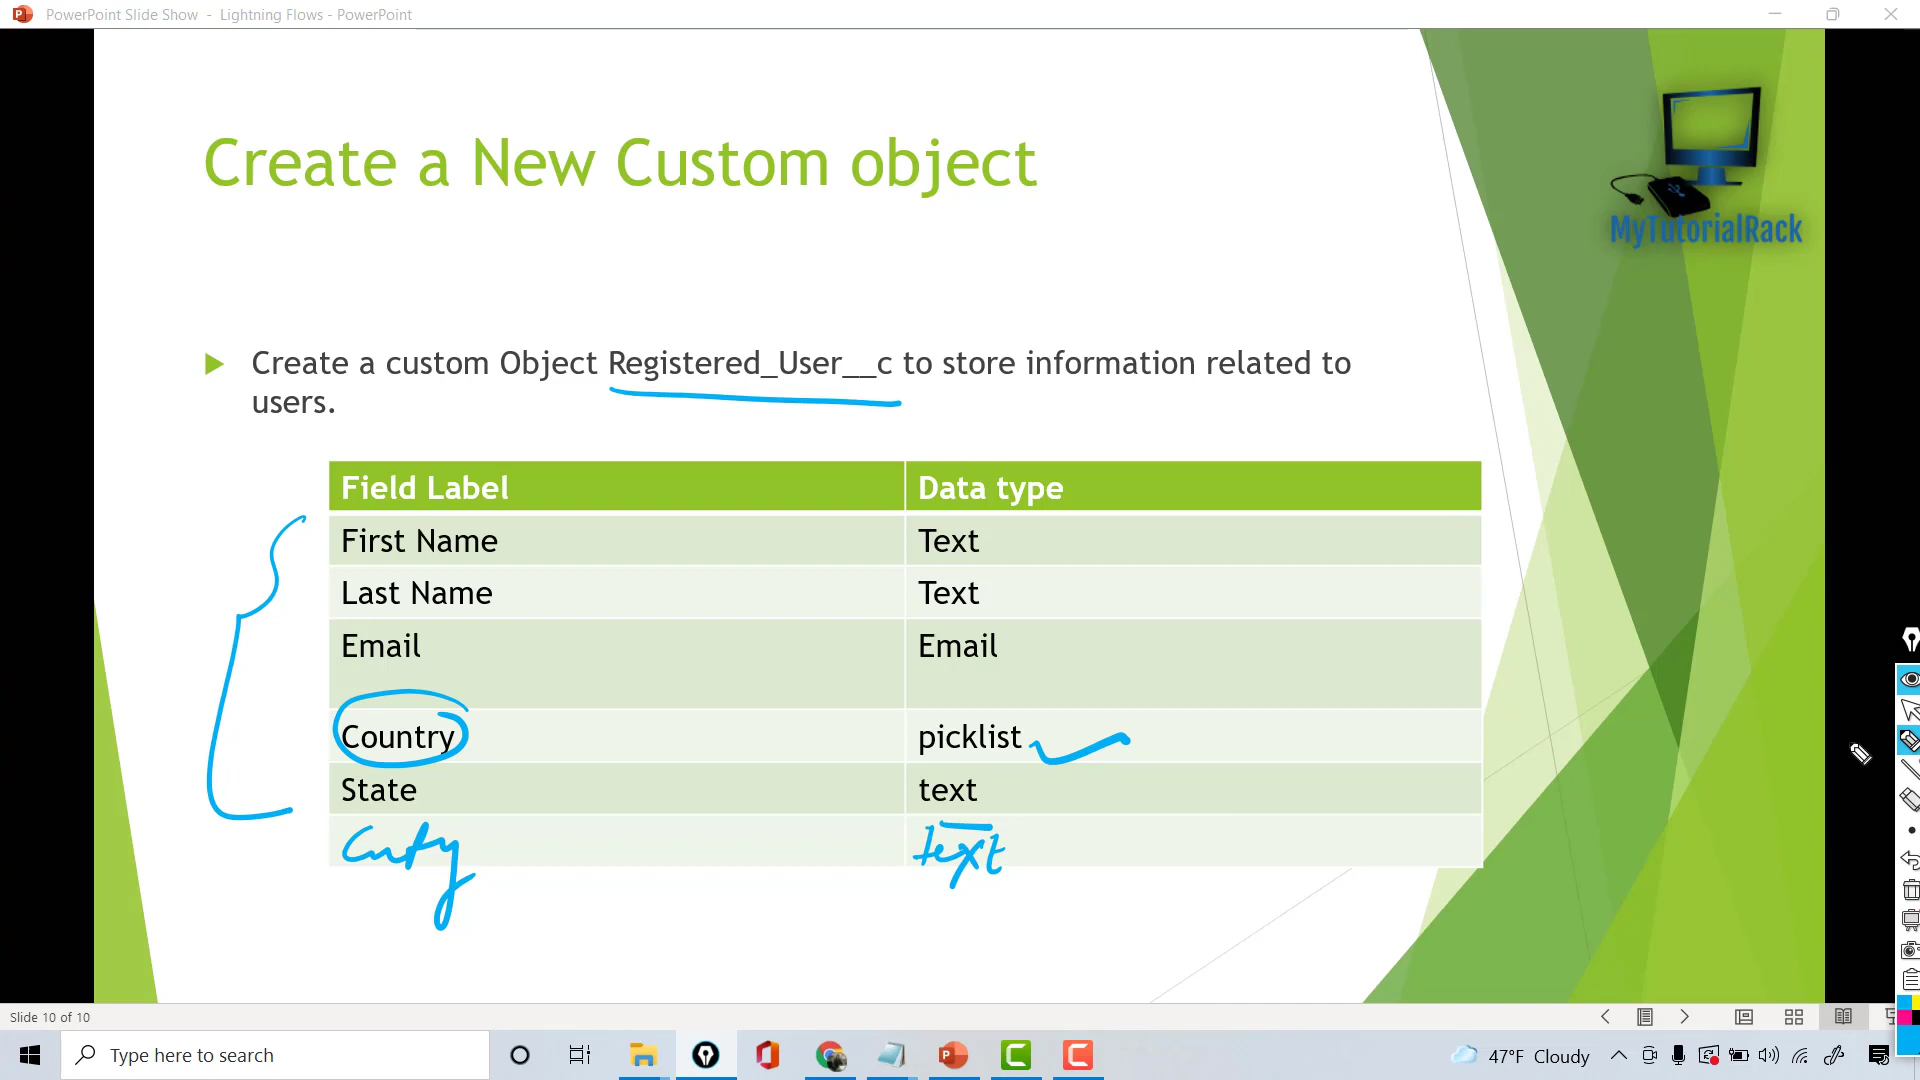 PowerPoint Slide Show - Lightning Flows - PowerPoint
Create a New Custom object
MyTutorialRack
Create a custom Object Registered_User__c to store information related to
users.
Field Label Data type
First Name Text
Last Name Text
Email Email
Country picklist
State text
text
Slide 10 of 10
Type here to search
47°F Cloudy